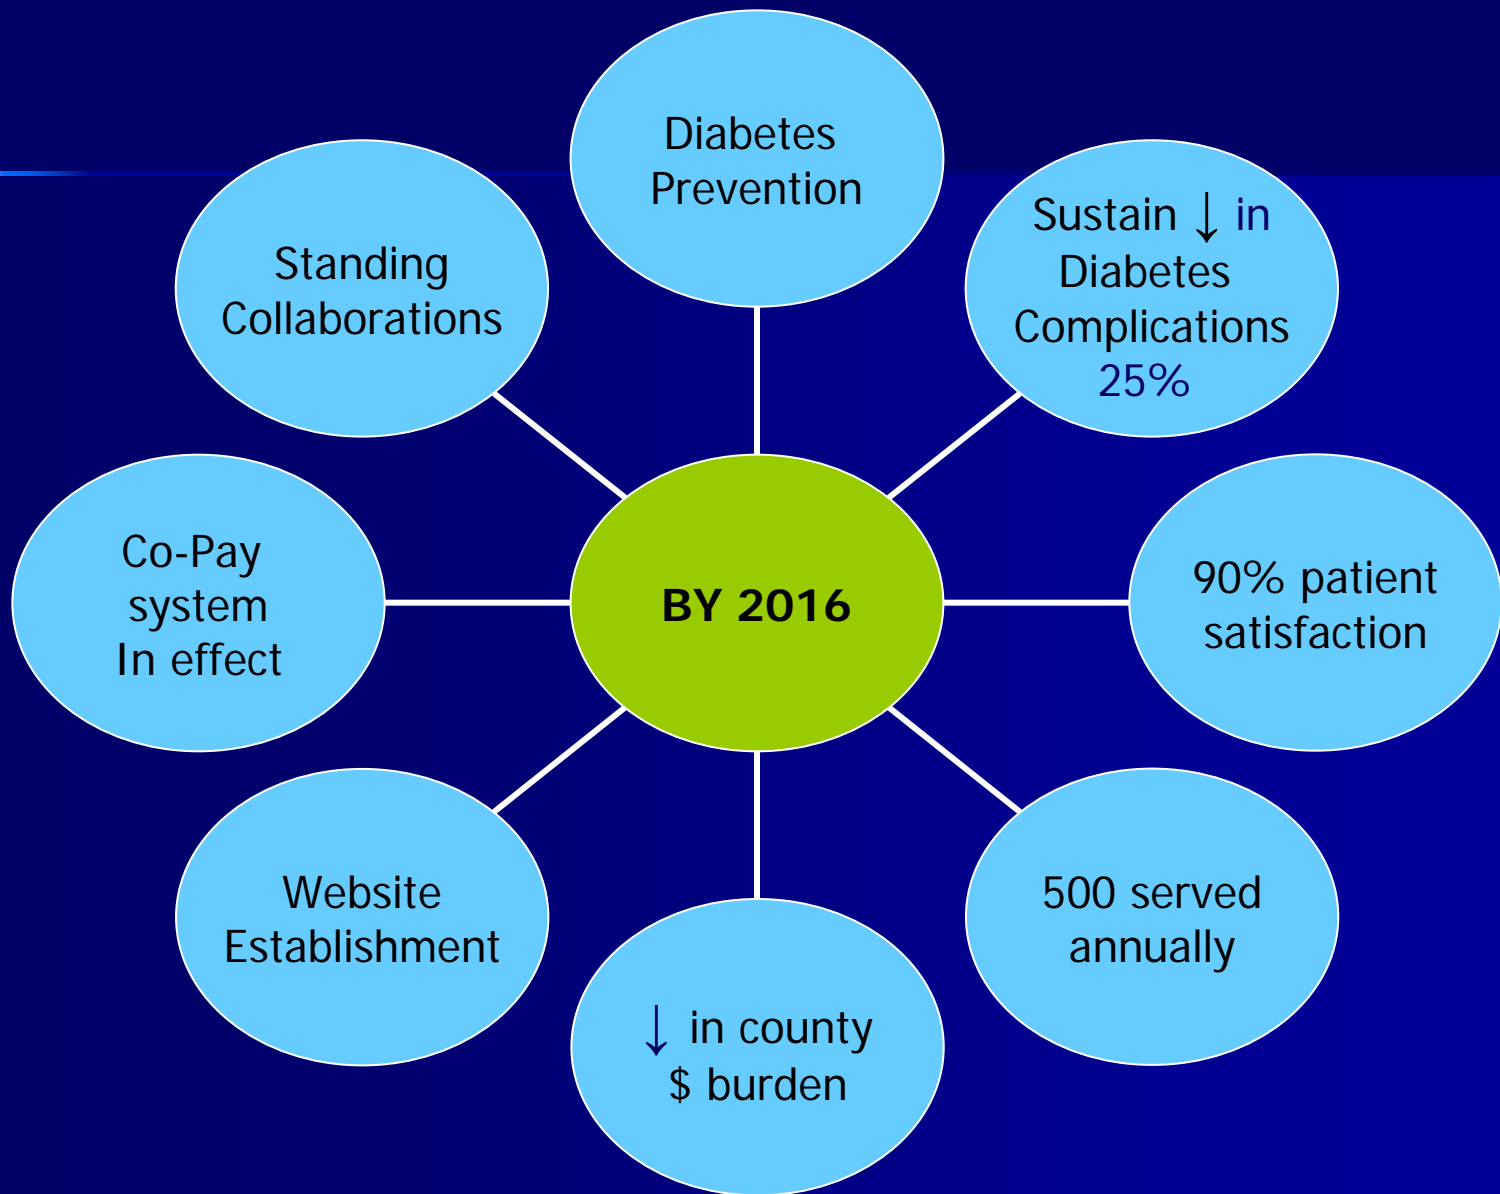 Diabetes
Prevention
Sustain ↓ in
Diabetes
Complications
25%
90% patient
satisfaction
500 served
annually
↓ in county
$ burden
Website
Establishment
Co-Pay
system
In effect
Standing
Collaborations
BY 2016